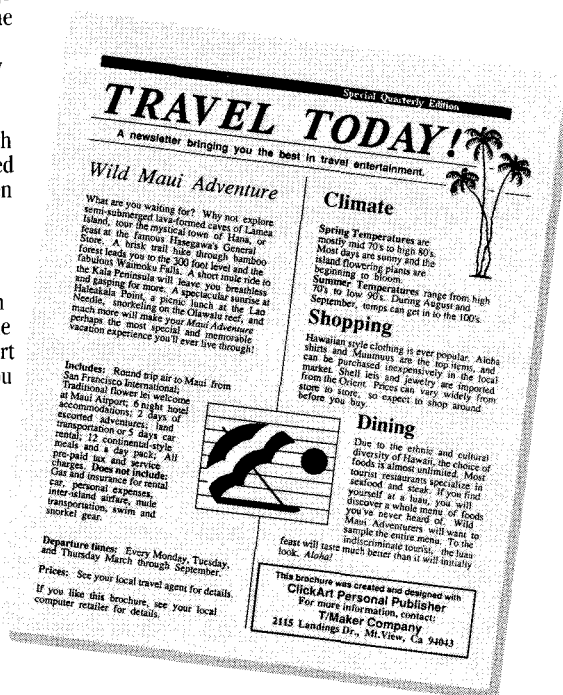 Special Quarterly Edition
TRAVEL TODAY!
A newsletter bringing you the best in travel entertainment.
Wild Maui Adventure
What are you waiting for? Why not explore
semi-submerged lava-formed caves of Lamea
Island, tour the mystical town of Hana, or
feast at the famous Hasegawa's General
Store. A brisk trail hike through bamboo
forest leads you to the 300 foot level and the
fabulous Waimoku Falls. A short mule ride to
the Kala Peninsula will leave you breathless
and gasping for more. A spectacular sunrise at
Haleakala Point, a picnic lunch at the Lao
Needle, snorkeling on the Olawalu reef, and
much more will make your Maui Adventure
perhaps the most special and memorable
vacation experience you'll ever live through!
Includes: Round trip air to Maui from
San Francisco International;
Traditional flower lei welcome
at Maui Airport; 6 night hotel
accommodations; 2 days of
escorted adventures; land
transportation or 5 days car
rental; 12 continental-style
meals and a day pack; All
pre-paid tax and service
charges. Does not include:
Gas and insurance for rental
car, personal expenses,
inter-island airfare, mule
transportation, swim and
snorkel gear.
Departure times: Every Monday, Tuesday,
and Thursday March through September.
Prices: See your local travel agent for details.
If you like this brochure, see your local
computer retailer for details.
Climate
Spring Temperatures are
mostly mid 70's to high 80's.
Most days are sunny and the
island flowering plants are
beginning to bloom.
Summer Temperatures range from high
70's to low 90's. During August and
September, temps can get in to the 100's.
Shopping
Hawaiian style clothing is ever popular. Aloha
shirts and Muumuus are the top items, and
can be purchased inexpensively in the local
market. Shell leis and jewelry are imported
from the Orient. Prices can vary widely from
store to store, so expect to shop around
before you buy.
Dining
Due to the ethnic and cultural
diversity of Hawaii, the choice of
foods is almost unlimited. Most
tourist restaurants specialize in
seafood and steak. If you find
yourself at a luau, you will
discover a whole menu of foods
you've never heard of. Wild
Maui Adventurers will want to
sample the entire menu. To the
indiscriminate tourist, the luau
feast will taste much better than it will initially
look. Aloha!
This brochure was created and designed with
ClickArt Personal Publisher
For more information, contact:
T/Maker Company
2115 Landings Dr., Mt.View, Ca 94043